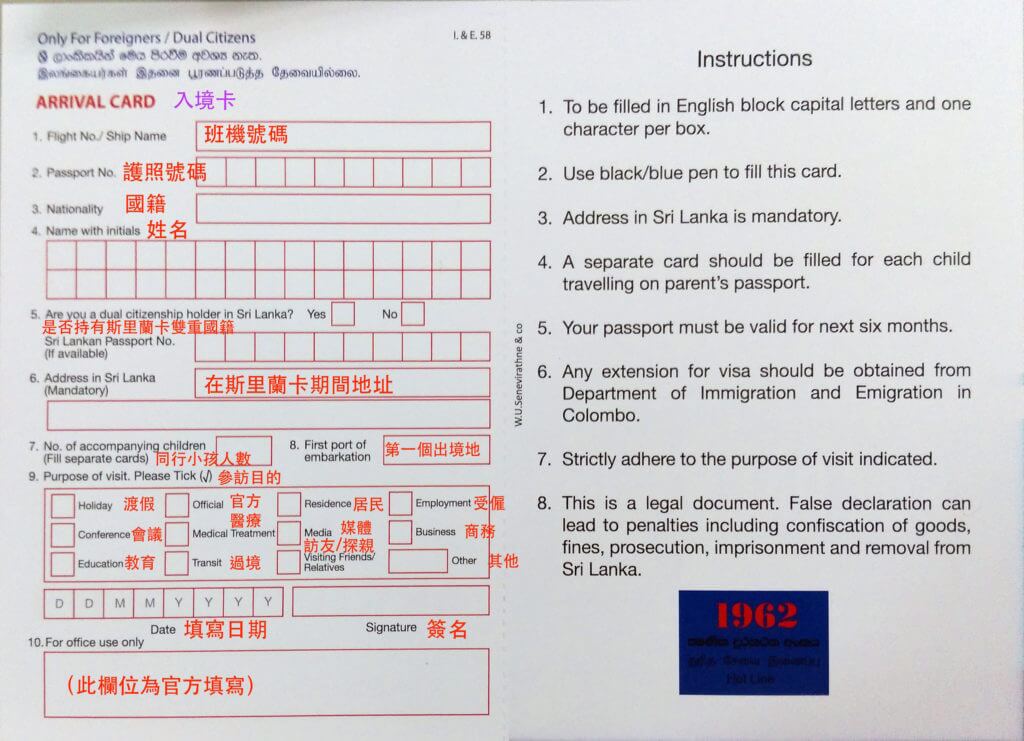 Only For Foreigners / Dual Citizens
I. & E. 58
ශ්‍රී ලාංකිකයින් මෙය පිරවීම අවශ්‍ය නැත.
இலங்கையர்கள் இதனை பூரணப்படுத்த தேவையில்லை.
ARRIVAL CARD 入境卡
1. Flight No./ Ship Name 班機號碼
2. Passport No. 護照號碼
3. Nationality 國籍
4. Name with initials 姓名
5. Are you a dual citizenship holder in Sri Lanka? Yes No
是否持有斯里蘭卡雙重國籍
Sri Lankan Passport No.
(If available)
6. Address in Sri Lanka 在斯里蘭卡期間地址
(Mandatory)
7. No. of accompanying children
(Fill separate cards) 同行小孩人數
8. First port of
embarkation 第一個出境地
9. Purpose of visit. Please Tick (√) 參訪目的
Holiday 渡假 Official 官方 Residence 居民 Employment 受僱
Conference 會議 Medical Treatment 醫療 Media 媒體 Business 商務
Education 教育 Transit 過境 Visiting Friends/ 訪友/探親 Other 其他
Relatives
D D M M Y Y Y Y
Date 填寫日期 Signature 簽名
10. For office use only
(此欄位為官方填寫)
W.U.Senevirathne & co
Instructions
1. To be filled in English block capital letters and one
character per box.
2. Use black/blue pen to fill this card.
3. Address in Sri Lanka is mandatory.
4. A separate card should be filled for each child
travelling on parent's passport.
5. Your passport must be valid for next six months.
6. Any extension for visa should be obtained from
Department of Immigration and Emigration in
Colombo.
7. Strictly adhere to the purpose of visit indicated.
8. This is a legal document. False declaration can
lead to penalties including confiscation of goods,
fines, prosecution, imprisonment and removal from
Sri Lanka.
1962
Hot Line